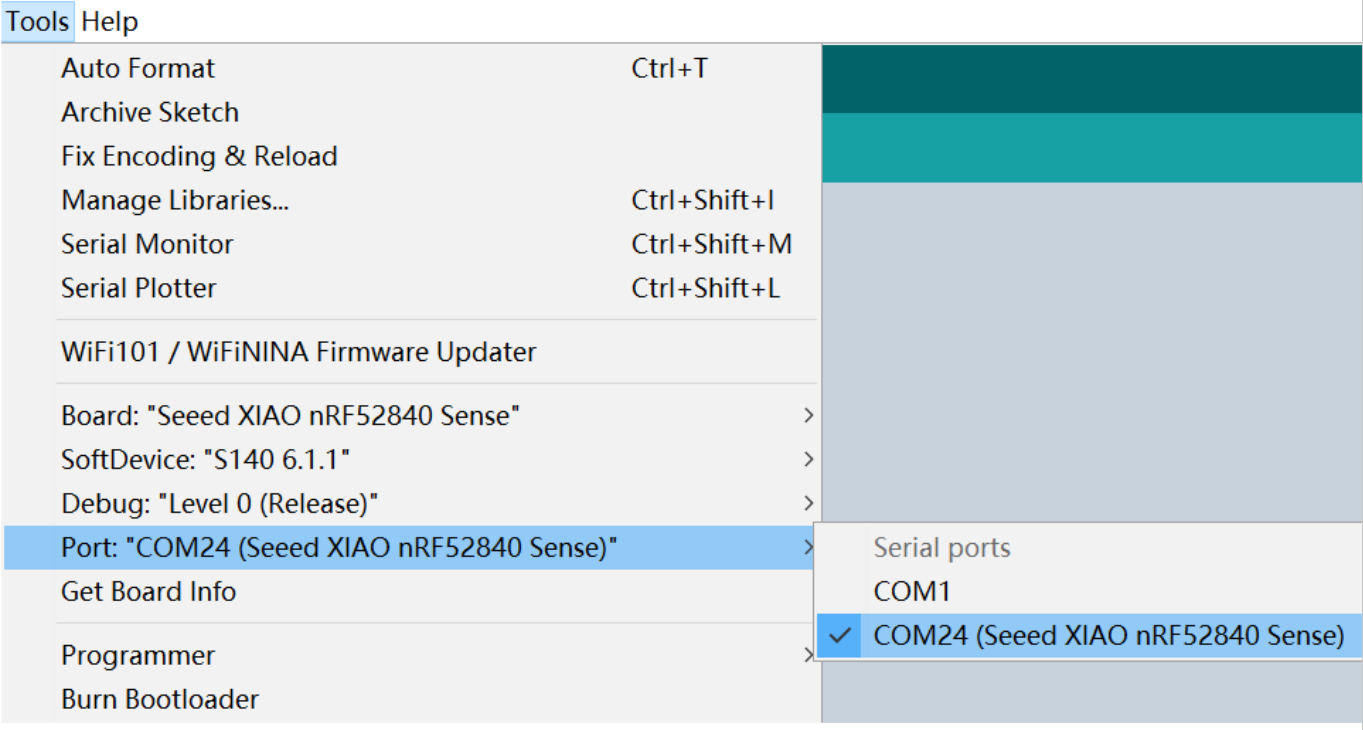 Tools Help
Auto Format Ctrl+T
Archive Sketch
Fix Encoding & Reload
Manage Libraries... Ctrl+Shift+I
Serial Monitor Ctrl+Shift+M
Serial Plotter Ctrl+Shift+L
WiFi101 / WiFiNINA Firmware Updater
Board: "Seeed XIAO nRF52840 Sense"
SoftDevice: "S140 6.1.1"
Debug: "Level 0 (Release)"
Port: "COM24 (Seeed XIAO nRF52840 Sense)"
Get Board Info
Programmer
Burn Bootloader
Serial ports
COM1
COM24 (Seeed XIAO nRF52840 Sense)